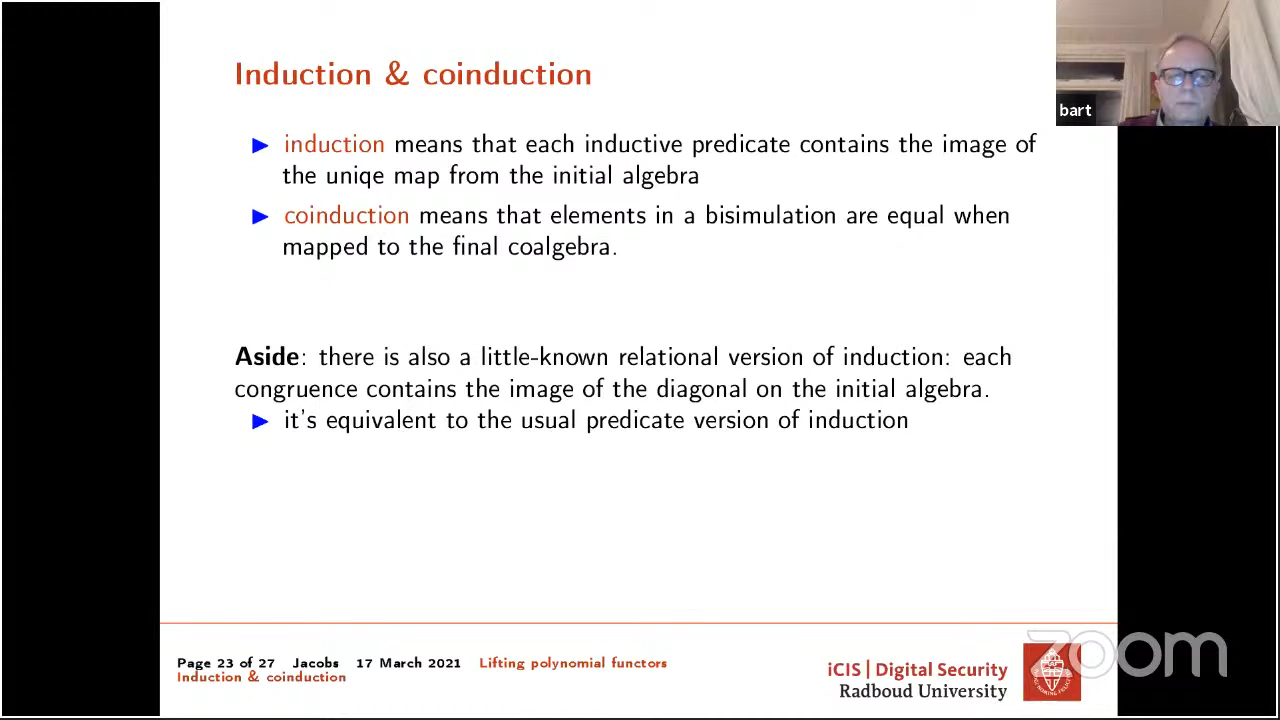 Induction & coinduction
bart
▶ induction means that each inductive predicate contains the image of
the uniqe map from the initial algebra
▶ coinduction means that elements in a bisimulation are equal when
mapped to the final coalgebra.
Aside: there is also a little-known relational version of induction: each
congruence contains the image of the diagonal on the initial algebra.
▶ it's equivalent to the usual predicate version of induction
Page 23 of 27 Jacobs 17 March 2021 Lifting polynomial functors
Induction & coinduction
iCIS | Digital Security
Radboud University
zoom